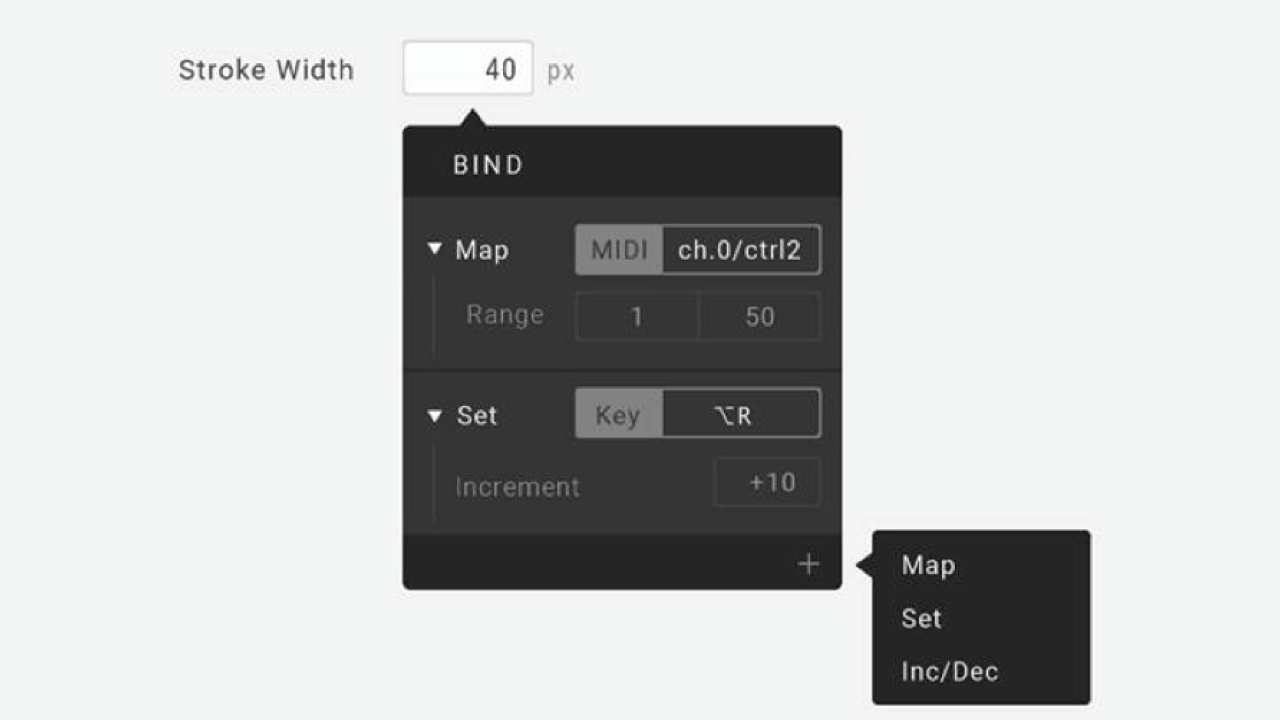 Stroke Width 40 px
BIND
Map MIDI ch.0/ctrl2
Range 1 50
Set Key ⌥R
Increment +10
+
Map
Set
Inc/Dec